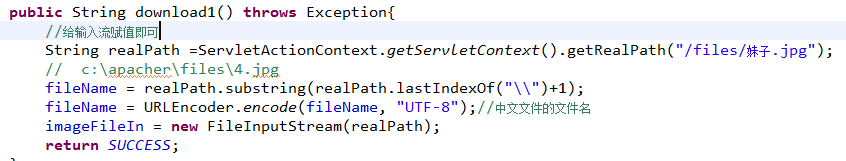 public String download1() throws Exception{
//给输入流赋值即可
String realPath =ServletActionContext.getServletContext().getRealPath("/files/妹子.jpg");
//  c:\apacher\files\4.jpg
fileName = realPath.substring(realPath.lastIndexOf("\\")+1);
fileName = URLEncoder.encode(fileName, "UTF-8");//中文文件的文件名
imageFileIn = new FileInputStream(realPath);
return SUCCESS;